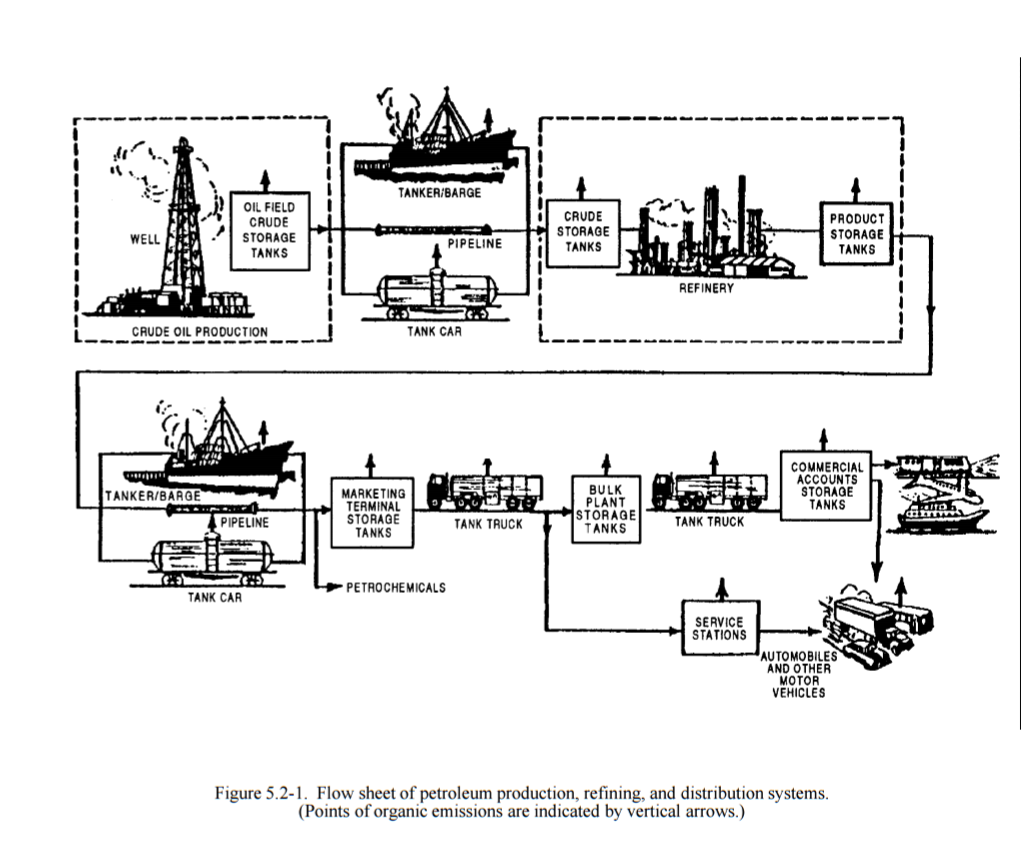 TANKER/BARGE
OIL FIELD
CRUDE
STORAGE
TANKS
WELL
PIPELINE
CRUDE
STORAGE
TANKS
PRODUCT
STORAGE
TANKS
REFINERY
CRUDE OIL PRODUCTION
TANK CAR
TANKER/BARGE
PIPELINE
TANK CAR
PETROCHEMICALS
MARKETING
TERMINAL
STORAGE
TANKS
TANK TRUCK
BULK
PLANT
STORAGE
TANKS
TANK TRUCK
COMMERCIAL
ACCOUNTS
STORAGE
TANKS
SERVICE
STATIONS
AUTOMOBILES
AND OTHER
MOTOR
VEHICLES
Figure 5.2-1. Flow sheet of petroleum production, refining, and distribution systems.
(Points of organic emissions are indicated by vertical arrows.)